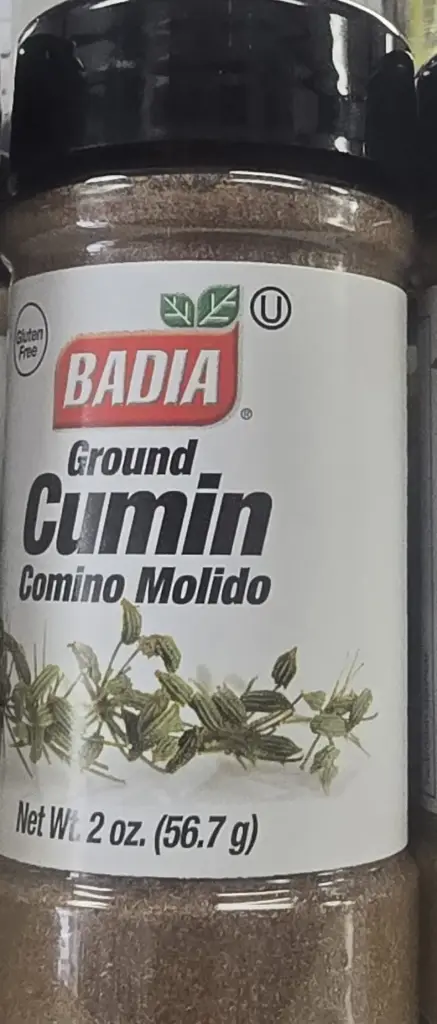 Gluten
Free
U
BADIA
®
Ground
Cumin
Comino Molido
Net Wt. 2 oz. (56.7 g)